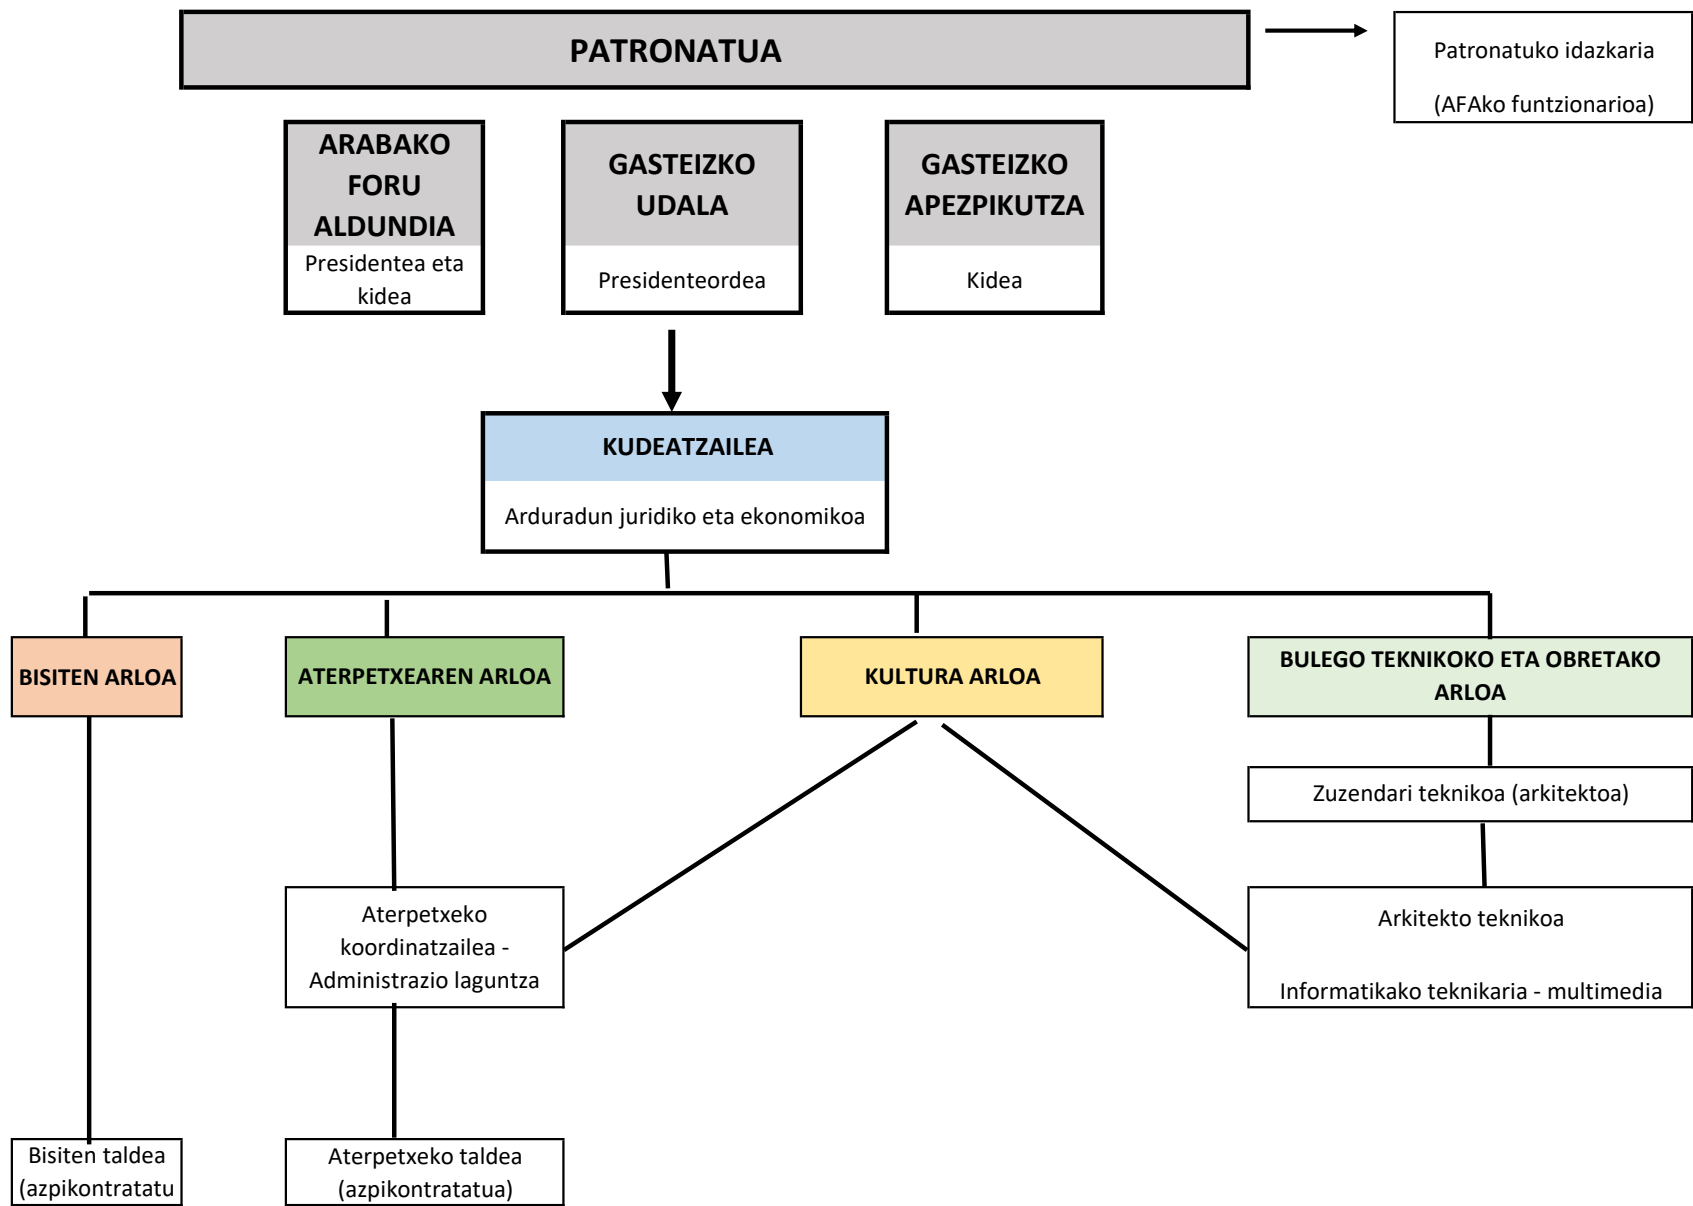 PATRONATUA
Patronatuko idazkaria
(AFAko funtzionarioa)
ARABAKO
FORU
ALDUNDIA
Presidentea eta
kidea
GASTEIZKO
UDALA
Presidenteordea
GASTEIZKO
APEZPIKUTZA
Kidea
KUDEATZAILEA
Arduradun juridiko eta ekonomikoa
BISITEN ARLOA
ATERPETXEAREN ARLOA
KULTURA ARLOA
BULEGO TEKNIKOKO ETA OBRETAKO
ARLOA
Zuzendari teknikoa (arkitektoa)
Aterpetxeko
koordinatzailea -
Administrazio laguntza
Arkitekto teknikoa
Informatikako teknikaria - multimedia
Bisiten taldea
(azpikontratatu
Aterpetxeko taldea
(azpikontratatua)